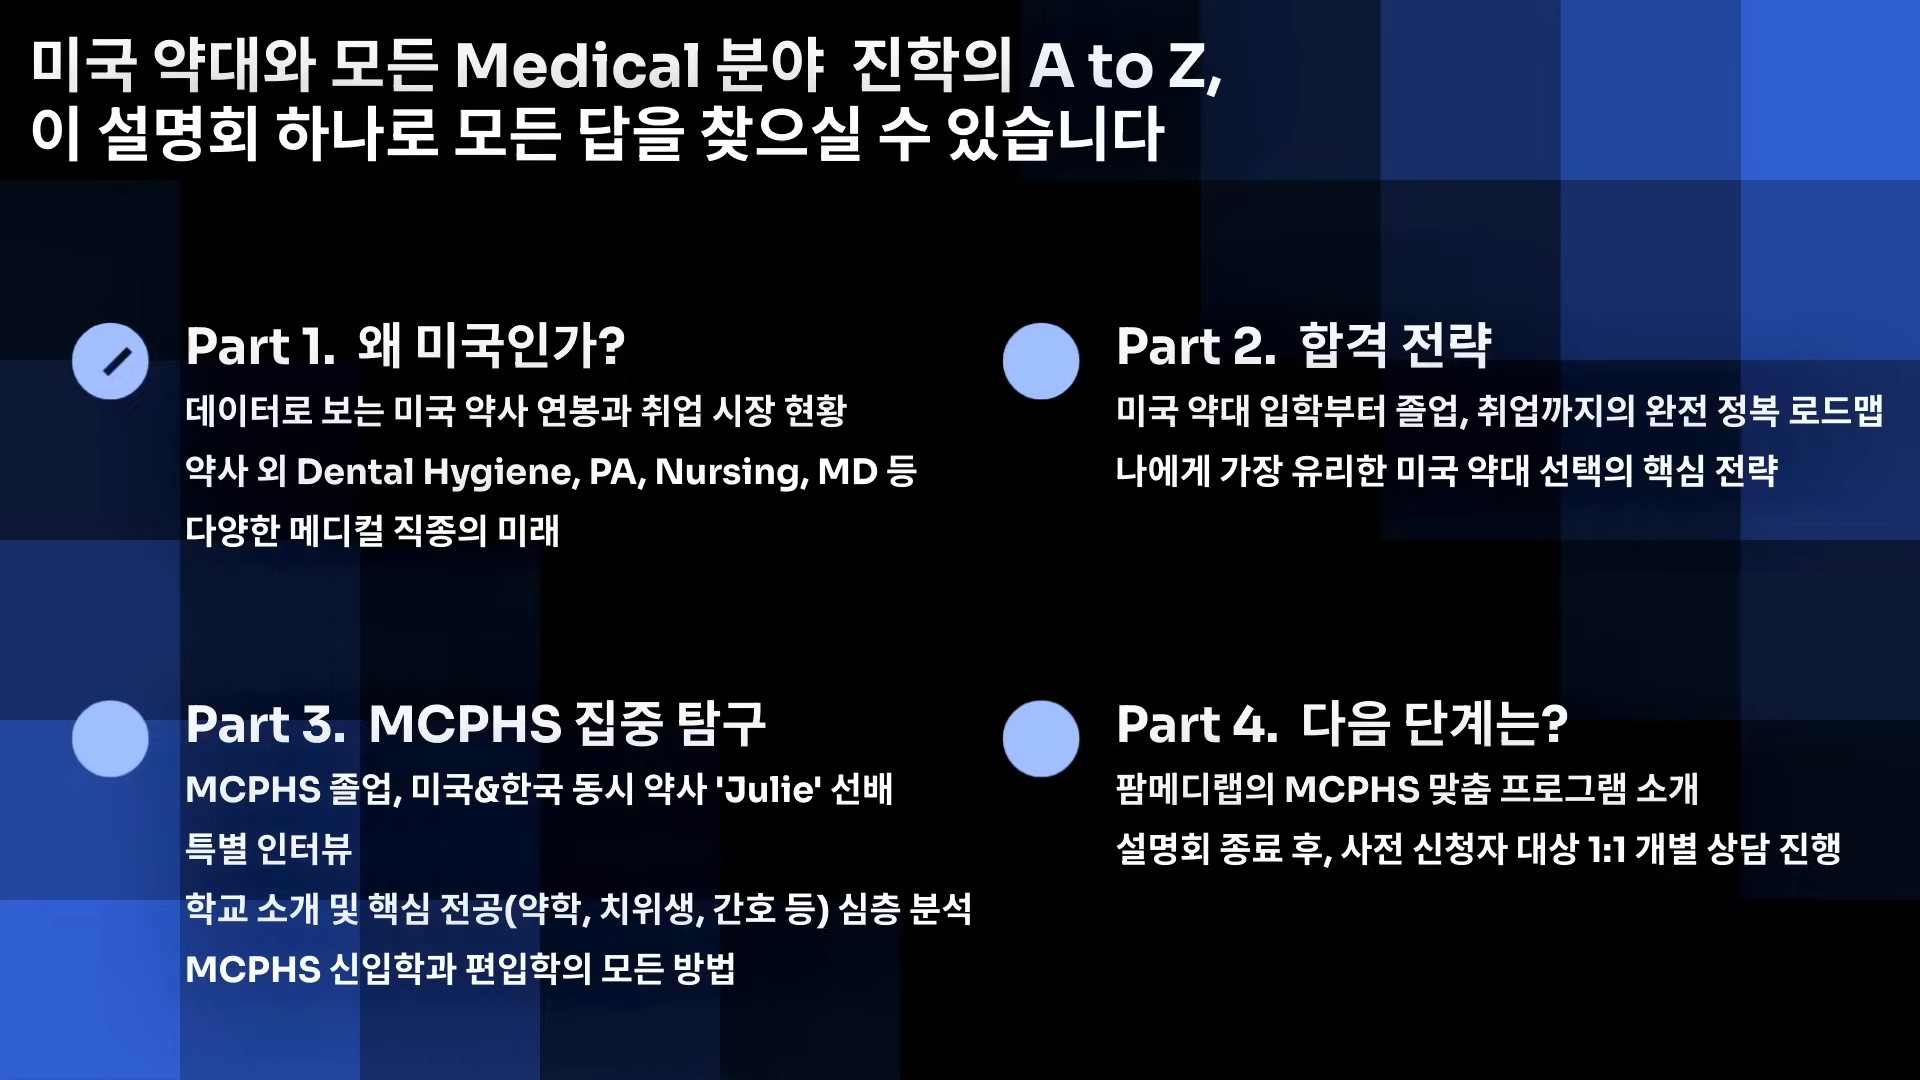 미국 약대와 모든 Medical 분야 진학의 A to Z,
이 설명회 하나로 모든 답을 찾으실 수 있습니다
Part 1. 왜 미국인가?
데이터로 보는 미국 약사 연봉과 취업 시장 현황
약사 외 Dental Hygiene, PA, Nursing, MD 등
다양한 메디컬 직종의 미래
Part 2. 합격 전략
미국 약대 입학부터 졸업, 취업까지의 완전 정복 로드맵
나에게 가장 유리한 미국 약대 선택의 핵심 전략
Part 3. MCPHS 집중 탐구
MCPHS 졸업, 미국&한국 동시 약사 'Julie' 선배
특별 인터뷰
학교 소개 및 핵심 전공(약학, 치위생, 간호 등) 심층 분석
MCPHS 신입학과 편입학의 모든 방법
Part 4. 다음 단계는?
팜메디랩의 MCPHS 맞춤 프로그램 소개
설명회 종료 후, 사전 신청자 대상 1:1 개별 상담 진행